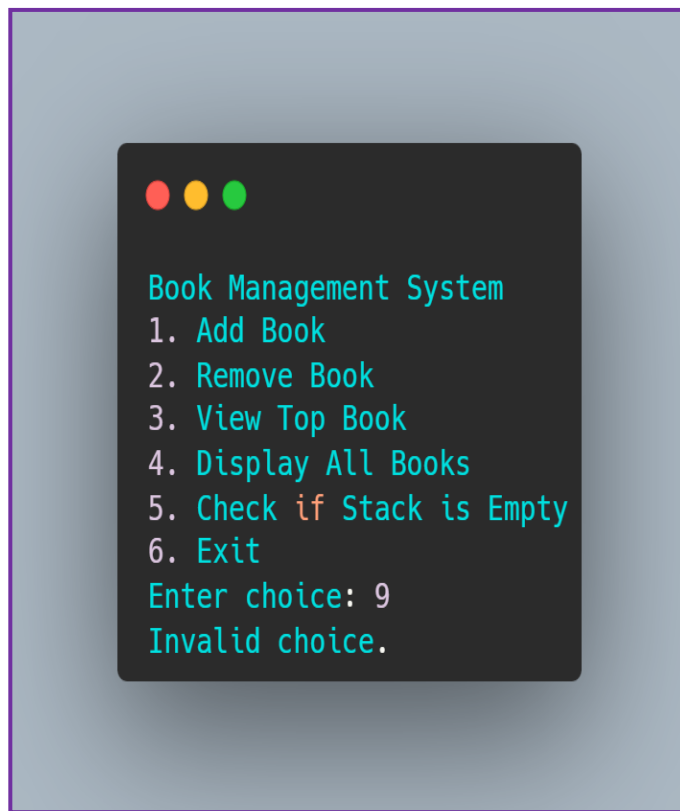 Book Management System
1. Add Book
2. Remove Book
3. View Top Book
4. Display All Books
5. Check if Stack is Empty
6. Exit
Enter choice: 9
Invalid choice.